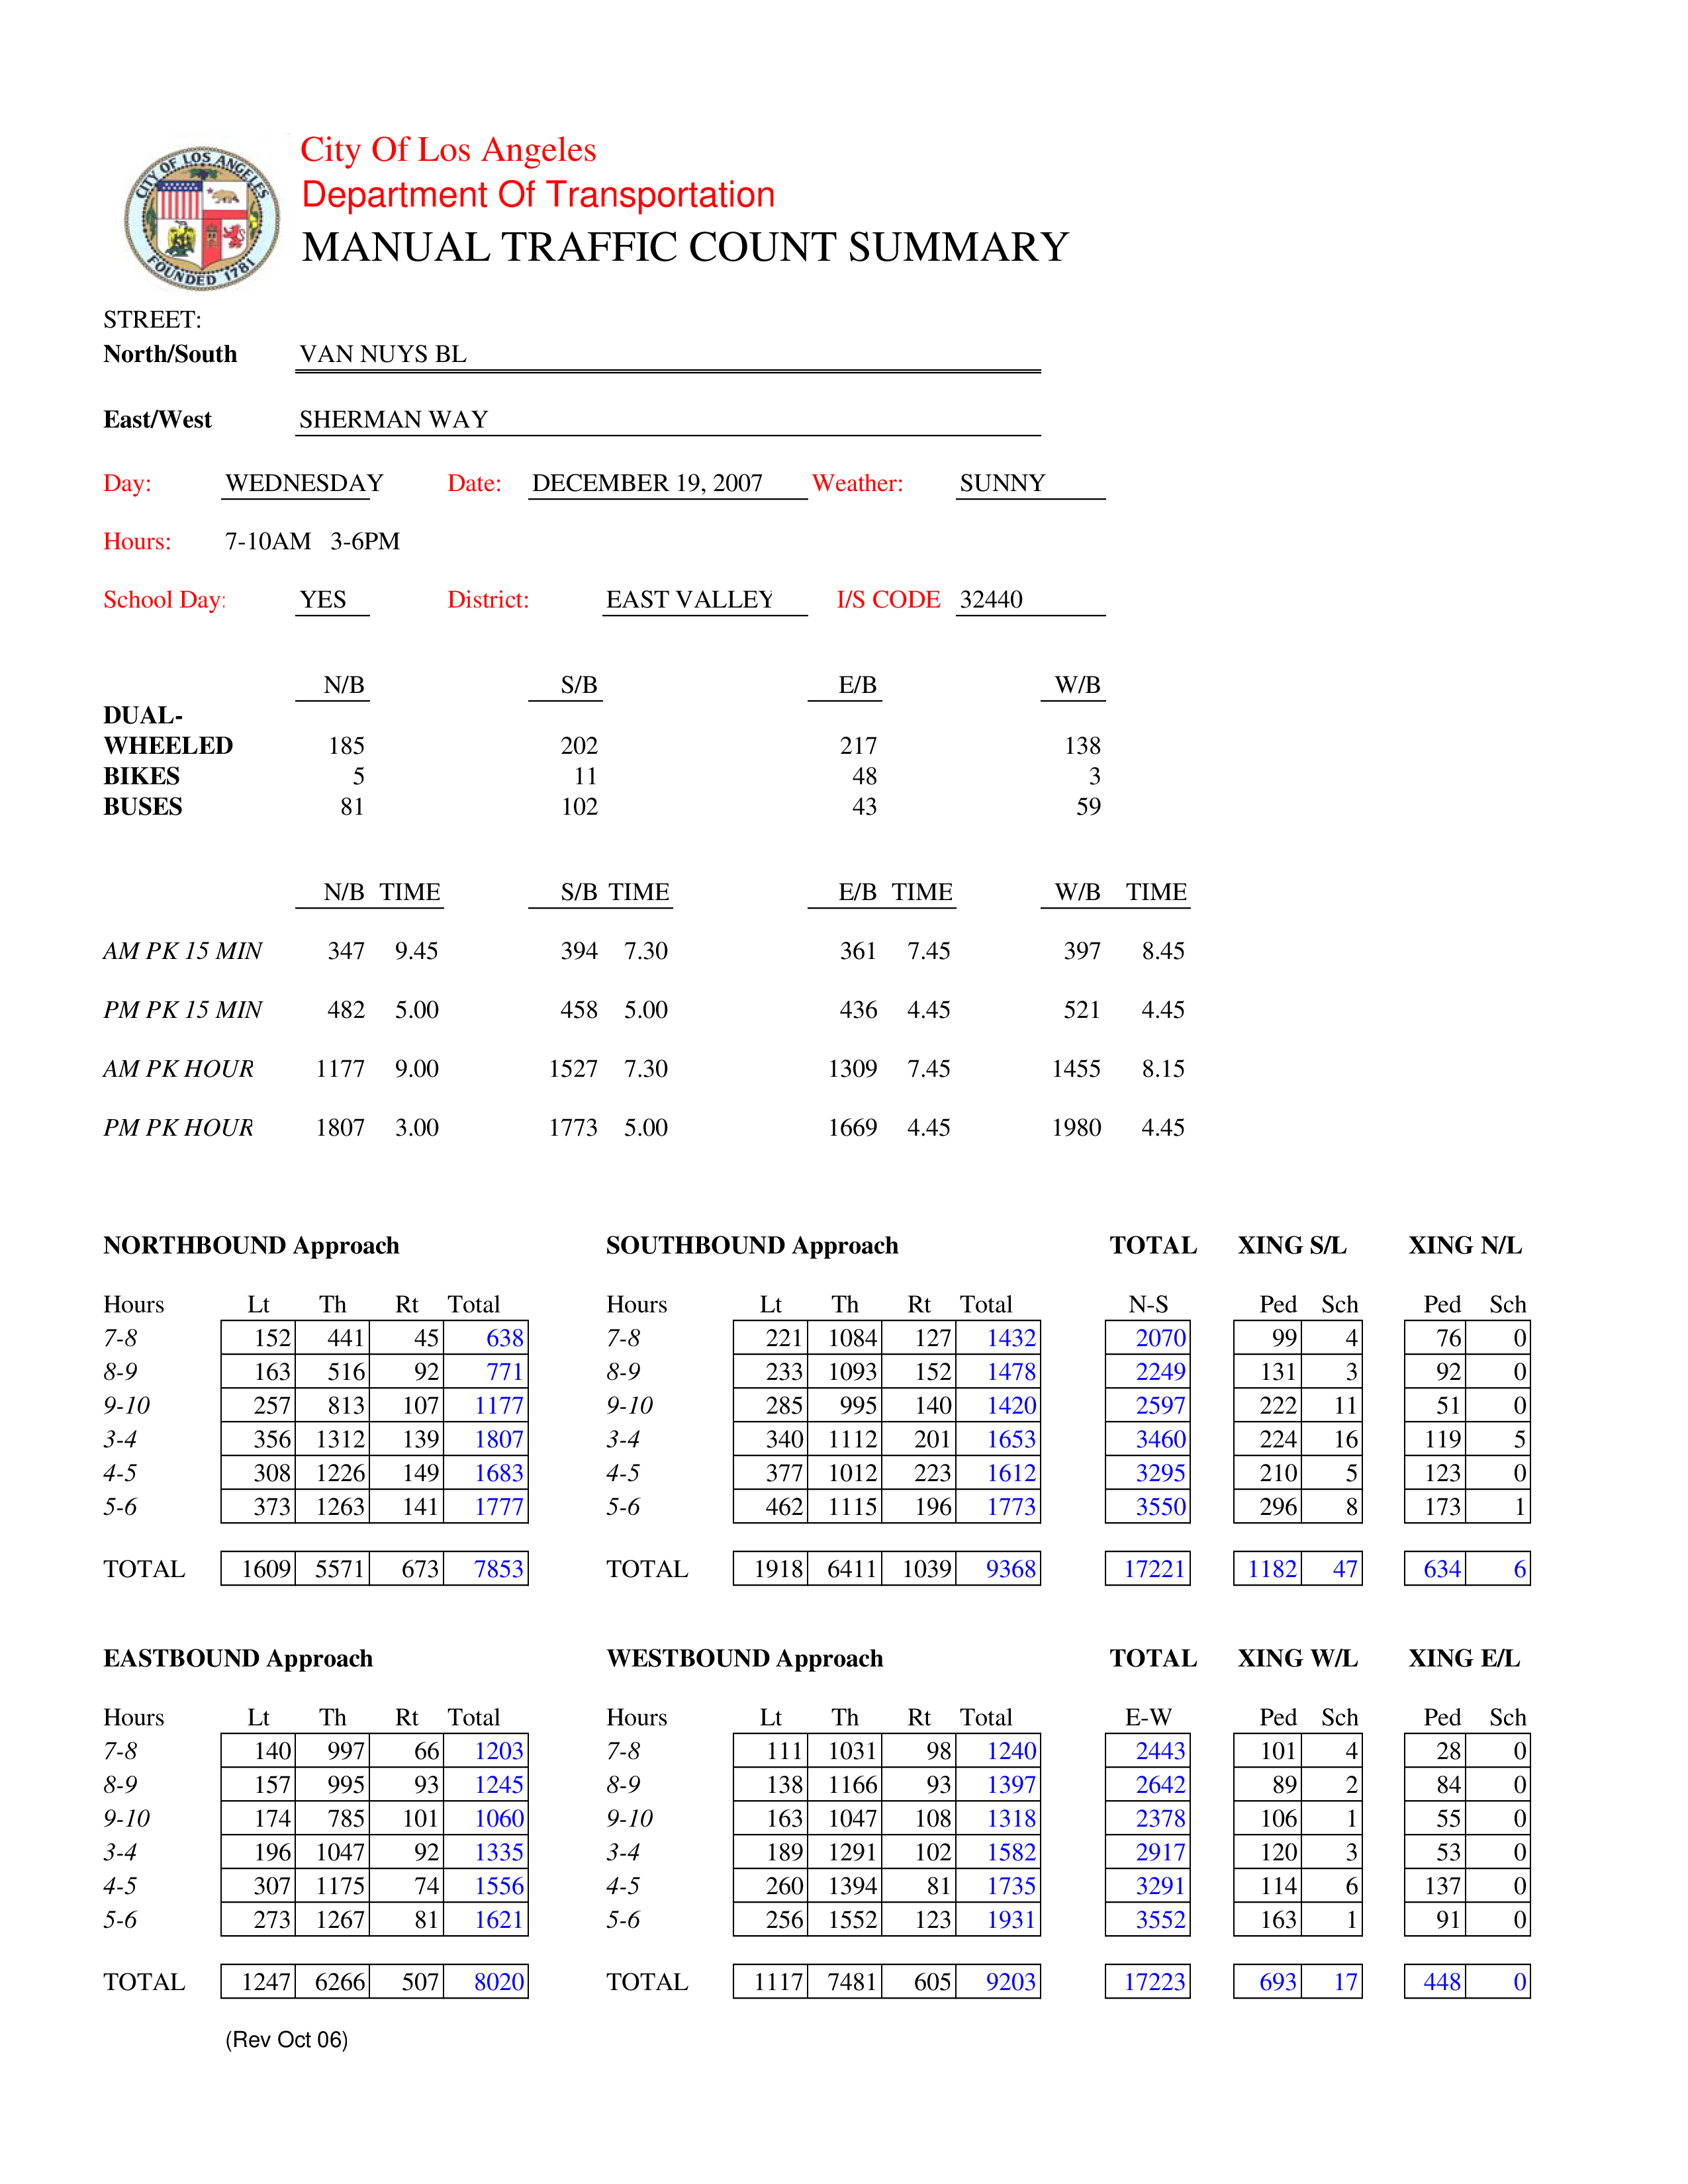 CITY OF LOS ANGELES
FOUNDED 1781
City Of Los Angeles
Department Of Transportation
MANUAL TRAFFIC COUNT SUMMARY
STREET:
North/South VAN NUYS BL
East/West SHERMAN WAY
Day: WEDNESDAY Date: DECEMBER 19, 2007 Weather: SUNNY
Hours: 7-10AM 3-6PM
School Day: YES District: EAST VALLEY I/S CODE 32440
N/B S/B E/B W/B
DUAL-
WHEELED 185 202 217 138
BIKES 5 11 48 3
BUSES 81 102 43 59
N/B TIME S/B TIME E/B TIME W/B TIME
AM PK 15 MIN 347 9.45 394 7.30 361 7.45 397 8.45
PM PK 15 MIN 482 5.00 458 5.00 436 4.45 521 4.45
AM PK HOUR 1177 9.00 1527 7.30 1309 7.45 1455 8.15
PM PK HOUR 1807 3.00 1773 5.00 1669 4.45 1980 4.45
NORTHBOUND Approach SOUTHBOUND Approach TOTAL XING S/L XING N/L
Hours Lt Th Rt Total Hours Lt Th Rt Total N-S Ped Sch Ped Sch
7-8 152 441 45 638 7-8 221 1084 127 1432 2070 99 4 76 0
8-9 163 516 92 771 8-9 233 1093 152 1478 2249 131 3 92 0
9-10 257 813 107 1177 9-10 285 995 140 1420 2597 222 11 51 0
3-4 356 1312 139 1807 3-4 340 1112 201 1653 3460 224 16 119 5
4-5 308 1226 149 1683 4-5 377 1012 223 1612 3295 210 5 123 0
5-6 373 1263 141 1777 5-6 462 1115 196 1773 3550 296 8 173 1
TOTAL 1609 5571 673 7853 TOTAL 1918 6411 1039 9368 17221 1182 47 634 6
EASTBOUND Approach WESTBOUND Approach TOTAL XING W/L XING E/L
Hours Lt Th Rt Total Hours Lt Th Rt Total E-W Ped Sch Ped Sch
7-8 140 997 66 1203 7-8 111 1031 98 1240 2443 101 4 28 0
8-9 157 995 93 1245 8-9 138 1166 93 1397 2642 89 2 84 0
9-10 174 785 101 1060 9-10 163 1047 108 1318 2378 106 1 55 0
3-4 196 1047 92 1335 3-4 189 1291 102 1582 2917 120 3 53 0
4-5 307 1175 74 1556 4-5 260 1394 81 1735 3291 114 6 137 0
5-6 273 1267 81 1621 5-6 256 1552 123 1931 3552 163 1 91 0
TOTAL 1247 6266 507 8020 TOTAL 1117 7481 605 9203 17223 693 17 448 0
(Rev Oct 06)